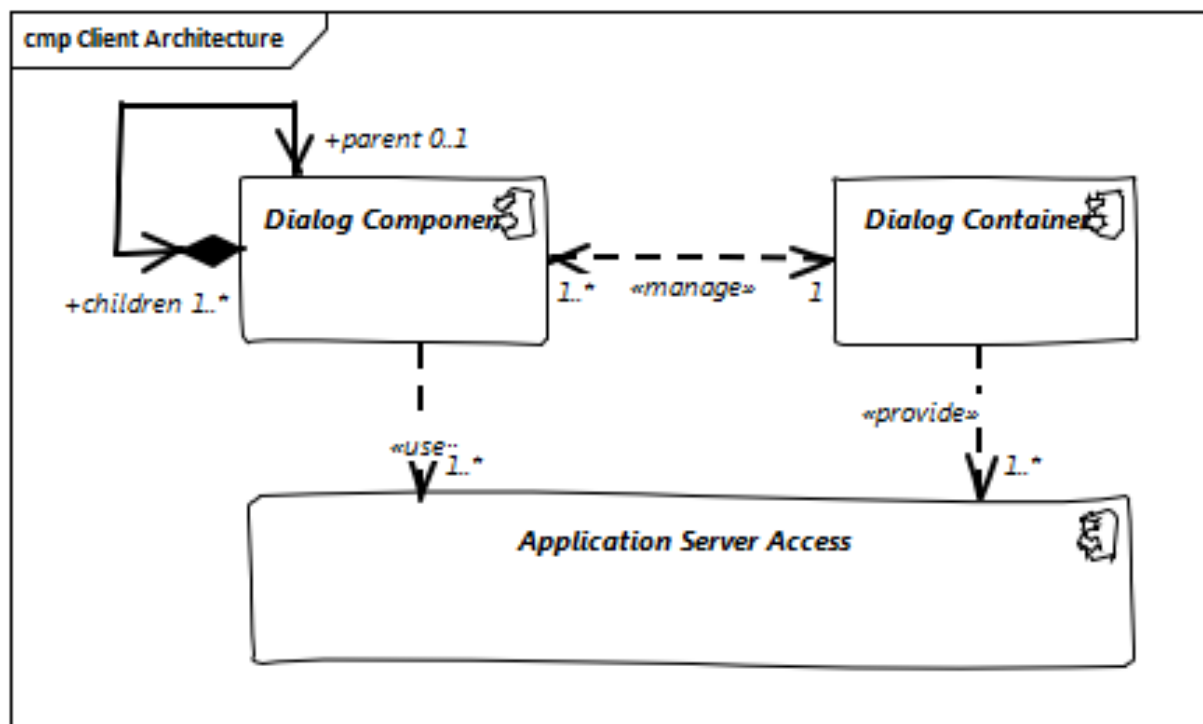 cmp Client Architecture
+parent 0..1
Dialog Componen
Dialog Container
+children 1..*
1..*
«manage»
1
«provide»
«use
1..*
1..*
Application Server Access